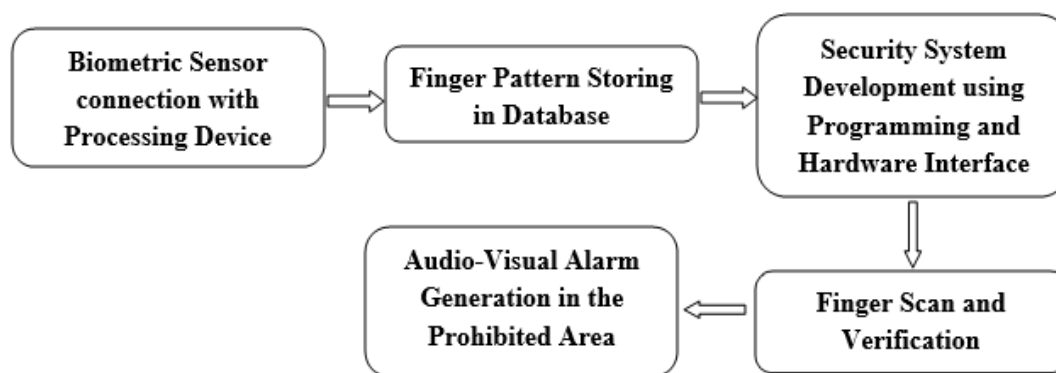 Biometric Sensor
connection with
Processing Device
Finger Pattern Storing
in Database
Security System
Development using
Programming and
Hardware Interface
Finger Scan and
Verification
Audio-Visual Alarm
Generation in the
Prohibited Area